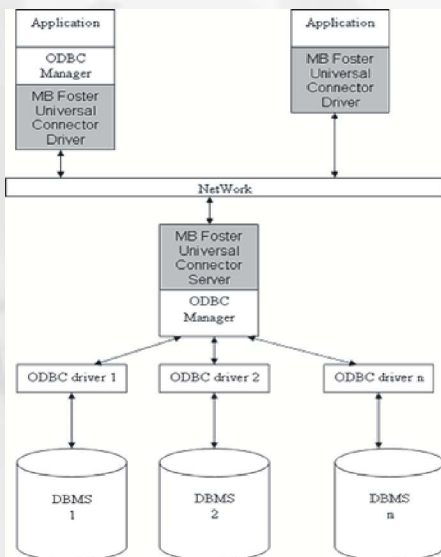 Application
ODBC
Manager
MB Foster
Universal
Connector
Driver
Application
MB Foster
Universal
Connector
Driver
NetWork
MB Foster
Universal
Connector
Server
ODBC
Manager
ODBC driver 1
ODBC driver 2
ODBC driver n
DBMS
1
DBMS
2
DBMS
n